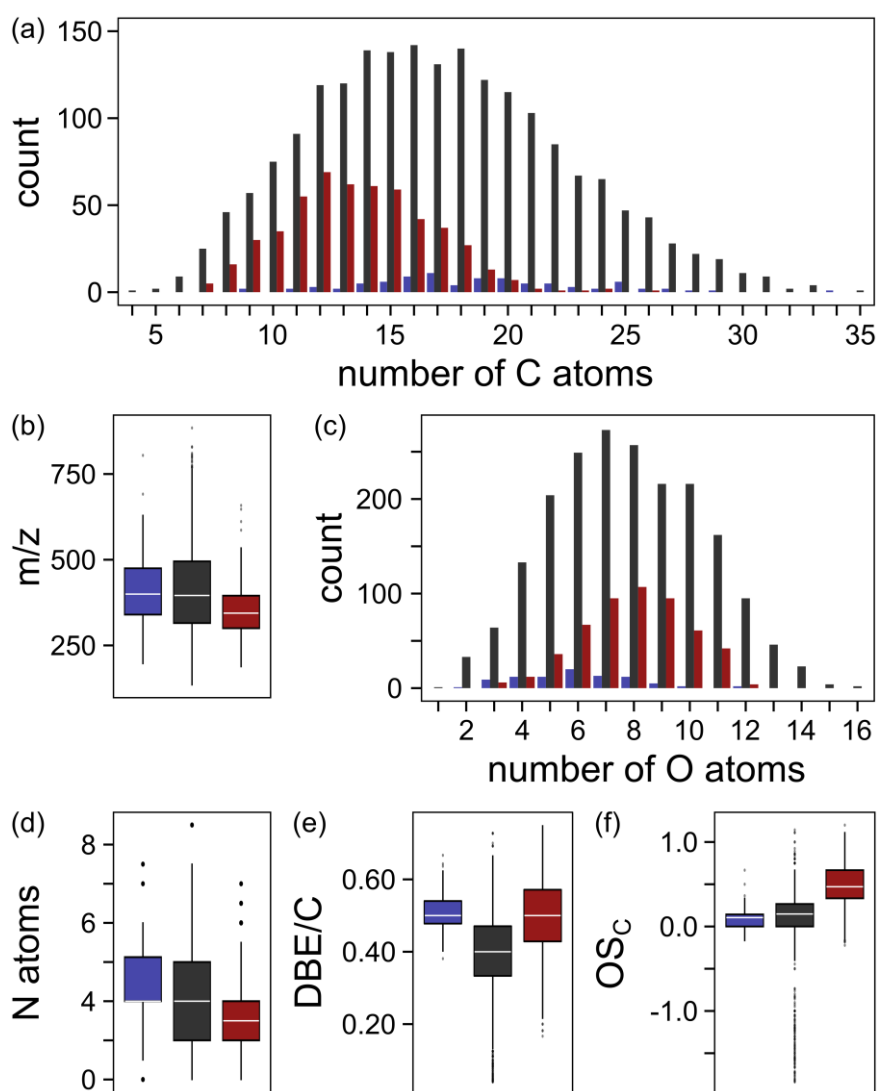 (a)
150
100
50
0
count
5 10 15 20 25 30 35
number of C atoms
(b)
750
500
250
m/z
(c)
200
100
0
count
2 4 6 8 10 12 14 16
number of O atoms
(d)
8
4
0
N atoms
(e)
0.60
0.40
0.20
DBE/C
(f)
1.0
0.0
-1.0
OSC